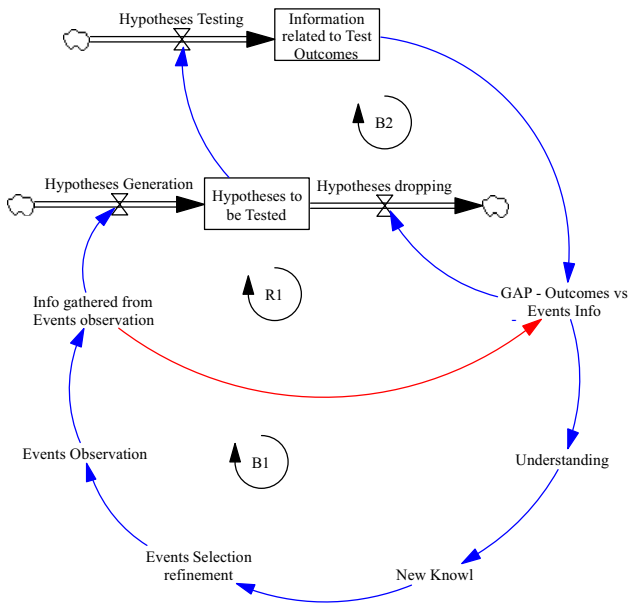 Hypotheses Testing
Information
related to Test
Outcomes
B2
Hypotheses Generation
Hypotheses to
be Tested
Hypotheses dropping
R1
Info gathered from
Events observation
GAP - Outcomes vs
Events Info
-
Events Observation
B1
Understanding
Events Selection
refinement
New Knowl